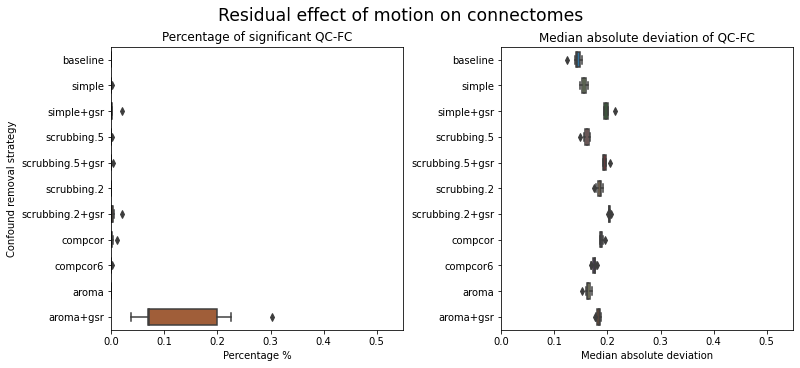 Residual effect of motion on connectomes
Percentage of significant QC-FC
Confound removal strategy
baseline
simple
simple+gsr
scrubbing.5
scrubbing.5+gsr
scrubbing.2
scrubbing.2+gsr
compcor
compcor6
aroma
aroma+gsr
0.0 0.1 0.2 0.3 0.4 0.5
Percentage %
Median absolute deviation of QC-FC
baseline
simple
simple+gsr
scrubbing.5
scrubbing.5+gsr
scrubbing.2
scrubbing.2+gsr
compcor
compcor6
aroma
aroma+gsr
0.0 0.1 0.2 0.3 0.4 0.5
Median absolute deviation